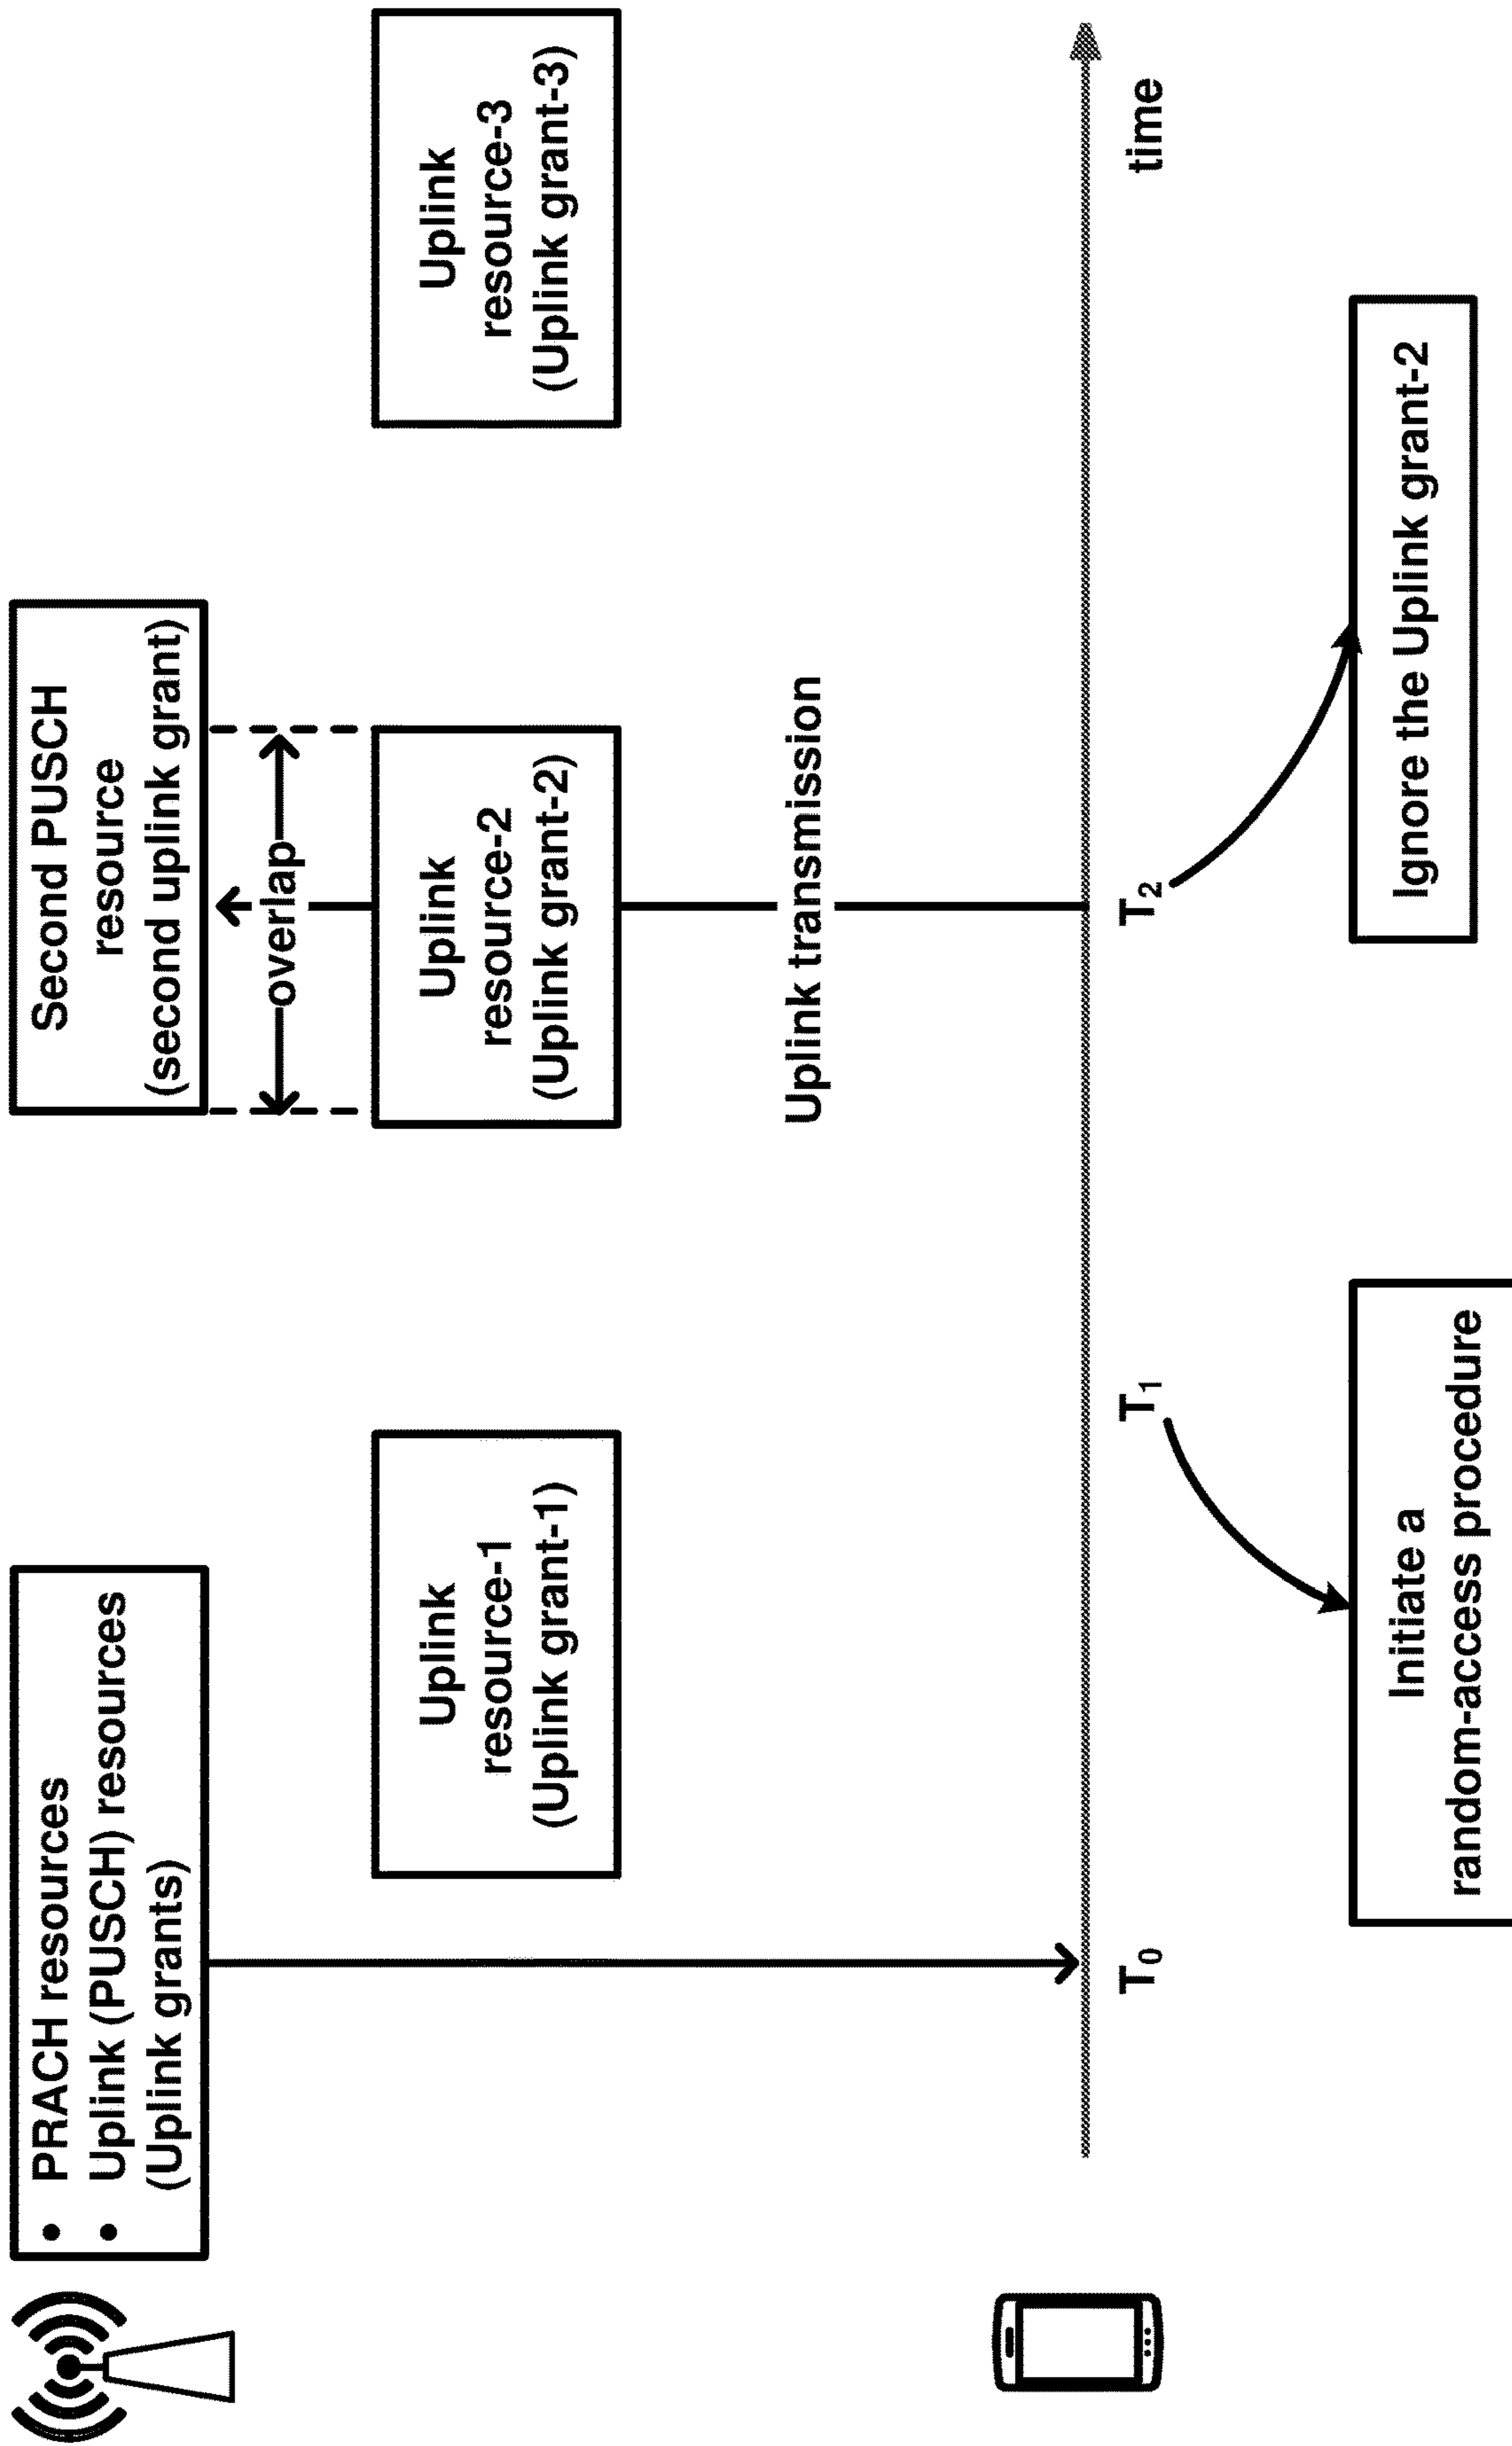 • PRACH resources
• Uplink (PUSCH) resources
(Uplink grants)
Second PUSCH
resource
(second uplink grant)
overlap
Uplink
resource-1
(Uplink grant-1)
Uplink
resource-2
(Uplink grant-2)
Uplink
resource-3
(Uplink grant-3)
Uplink transmission
T0
T1
T2
time
Initiate a
random-access procedure
Ignore the Uplink grant-2